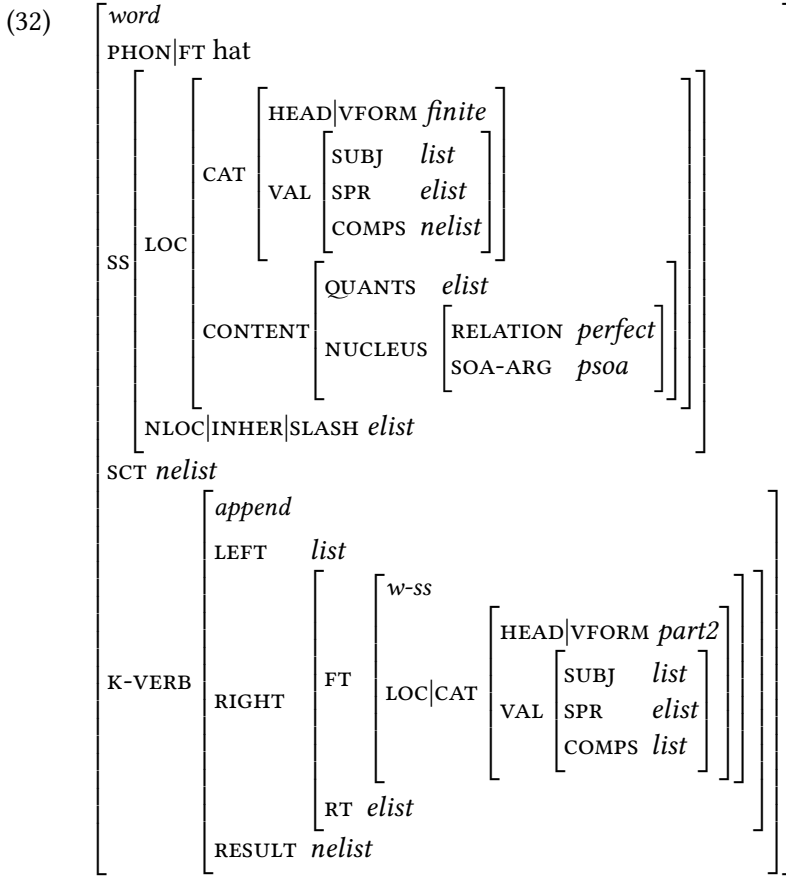 (32)
word
PHON|FT hat
HEAD|VFORM finite
SUBJ list
CAT
VAL SPR elist
COMPS nelist
LOC
SS
QUANTS elist
CONTENT
RELATION perfect
NUCLEUS
SOA-ARG psoa
NLOC|INHER|SLASH elist
SCT nelist
append
LEFT list
w-ss
HEAD|VFORM part2
SUBJ list
K-VERB RIGHT FT LOC|CAT
VAL SPR elist
COMPS list
RT elist
RESULT nelist